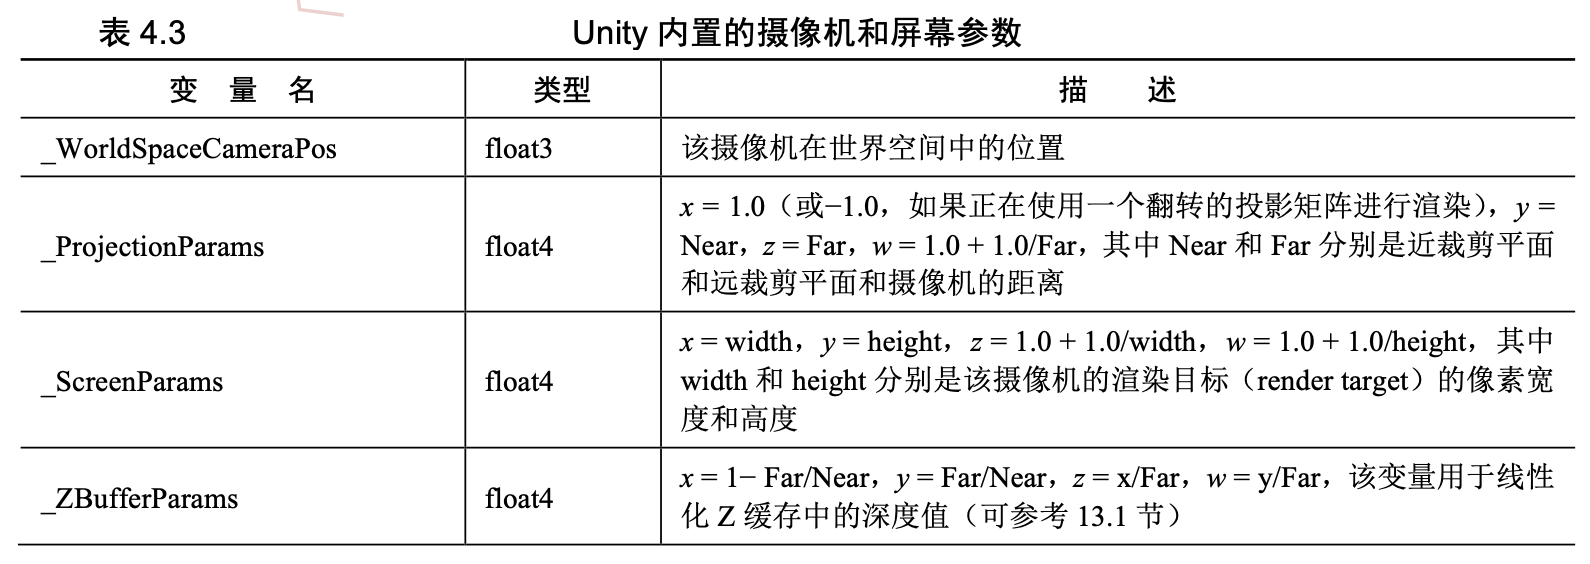 表 4.3 Unity 内置的摄像机和屏幕参数
变 量 名 类型 描 述
_WorldSpaceCameraPos float3 该摄像机在世界空间中的位置
_ProjectionParams float4 x = 1.0（或−1.0，如果正在使用一个翻转的投影矩阵进行渲染），y =
Near，z = Far，w = 1.0 + 1.0/Far，其中 Near 和 Far 分别是近裁剪平面
和远裁剪平面和摄像机的距离
_ScreenParams float4 x = width，y = height，z = 1.0 + 1.0/width，w = 1.0 + 1.0/height，其中
width 和 height 分别是该摄像机的渲染目标（render target）的像素宽
度和高度
_ZBufferParams float4 x = 1− Far/Near，y = Far/Near，z = x/Far，w = y/Far，该变量用于线性
化 Z 缓存中的深度值（可参考 13.1 节）